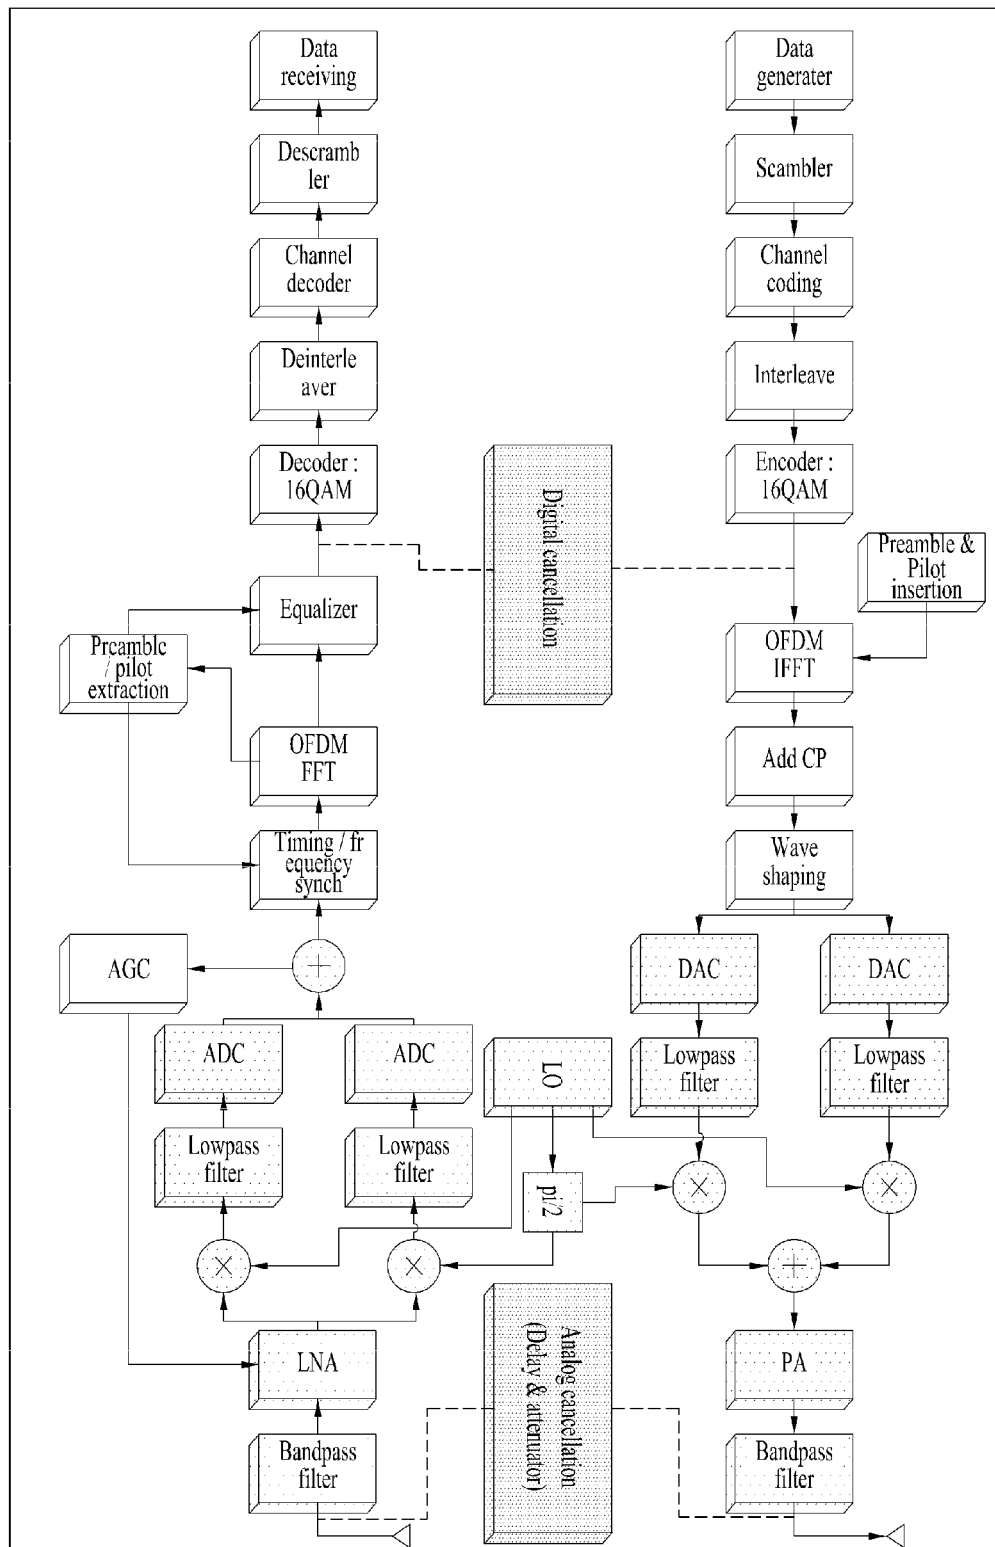 Data
receiving
Data
generater
Descramb
ler
Scambler
Channel
decoder
Channel
coding
Deinterle
aver
Interleave
Decoder :
16QAM
Digital cancellation
Encoder :
16QAM
Preamble &
Pilot
insertion
Equalizer
Preamble
/ pilot
extraction
OFDM
IFFT
OFDM
FFT
Add CP
Timing / fr
equency
synch
Wave
shaping
AGC
+
DAC
DAC
ADC
ADC
LO
Lowpass
filter
Lowpass
filter
Lowpass
filter
Lowpass
filter
pi/2
×
×
×
×
+
LNA
Analog cancellation
(Delay & attenuator)
PA
Bandpass
filter
Bandpass
filter